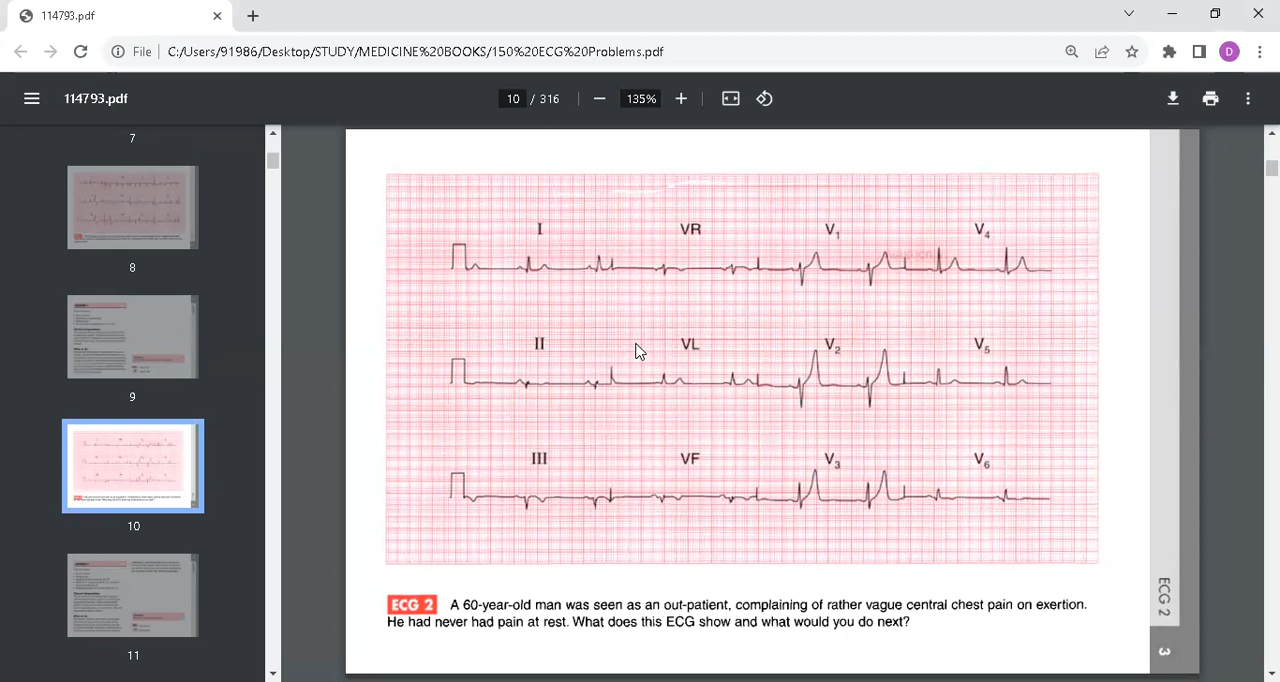 114793.pdf
File
C:/Users/91986/Desktop/STUDY/MEDICINE%20BOOKS/150%20ECG%20Problems.pdf
D
114793.pdf
10 / 316
135%
7
8
9
10
11
I VR V1 V4
II VL V2 V5
III VF V3 V6
ECG 2 A 60-year-old man was seen as an out-patient, complaining of rather vague central chest pain on exertion.
He had never had pain at rest. What does this ECG show and what would you do next?
ECG 2
3